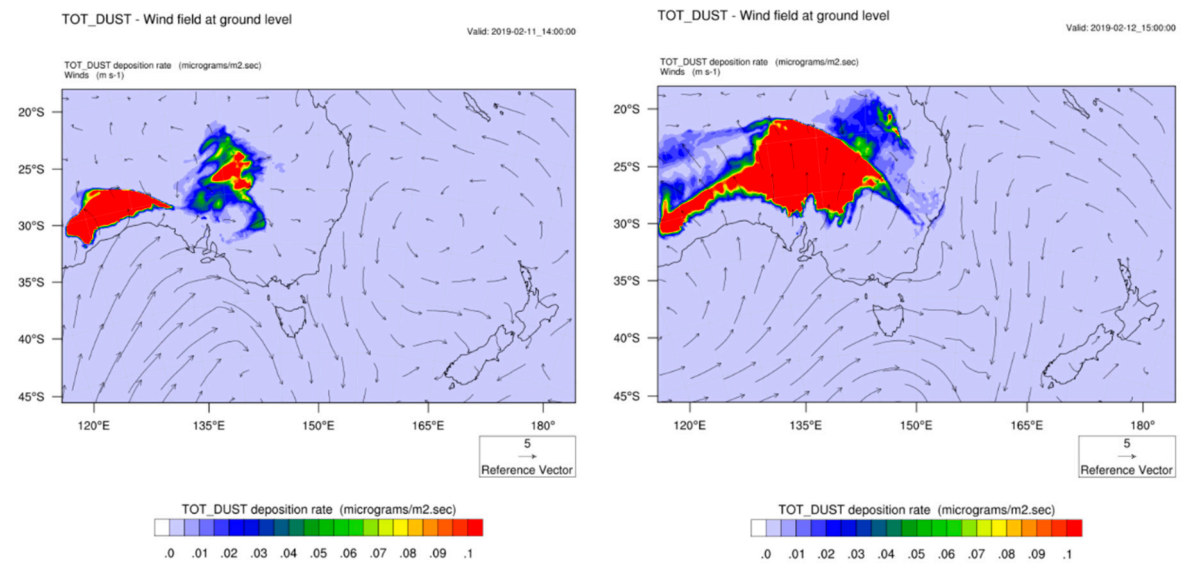 TOT_DUST - Wind field at ground level
Valid: 2019-02-11_14:00:00
TOT_DUST deposition rate (micrograms/m2.sec)
Winds (m s-1)
20°S
25°S
30°S
35°S
40°S
45°S
120°E 135°E 150°E 165°E 180°
5
Reference Vector
TOT_DUST deposition rate (micrograms/m2.sec)
.0 .01 .02 .03 .04 .05 .06 .07 .08 .09 .1
TOT_DUST - Wind field at ground level
Valid: 2019-02-12_15:00:00
TOT_DUST deposition rate (micrograms/m2.sec)
Winds (m s-1)
20°S
25°S
30°S
35°S
40°S
45°S
120°E 135°E 150°E 165°E 180°
5
Reference Vector
TOT_DUST deposition rate (micrograms/m2.sec)
.0 .01 .02 .03 .04 .05 .06 .07 .08 .09 .1